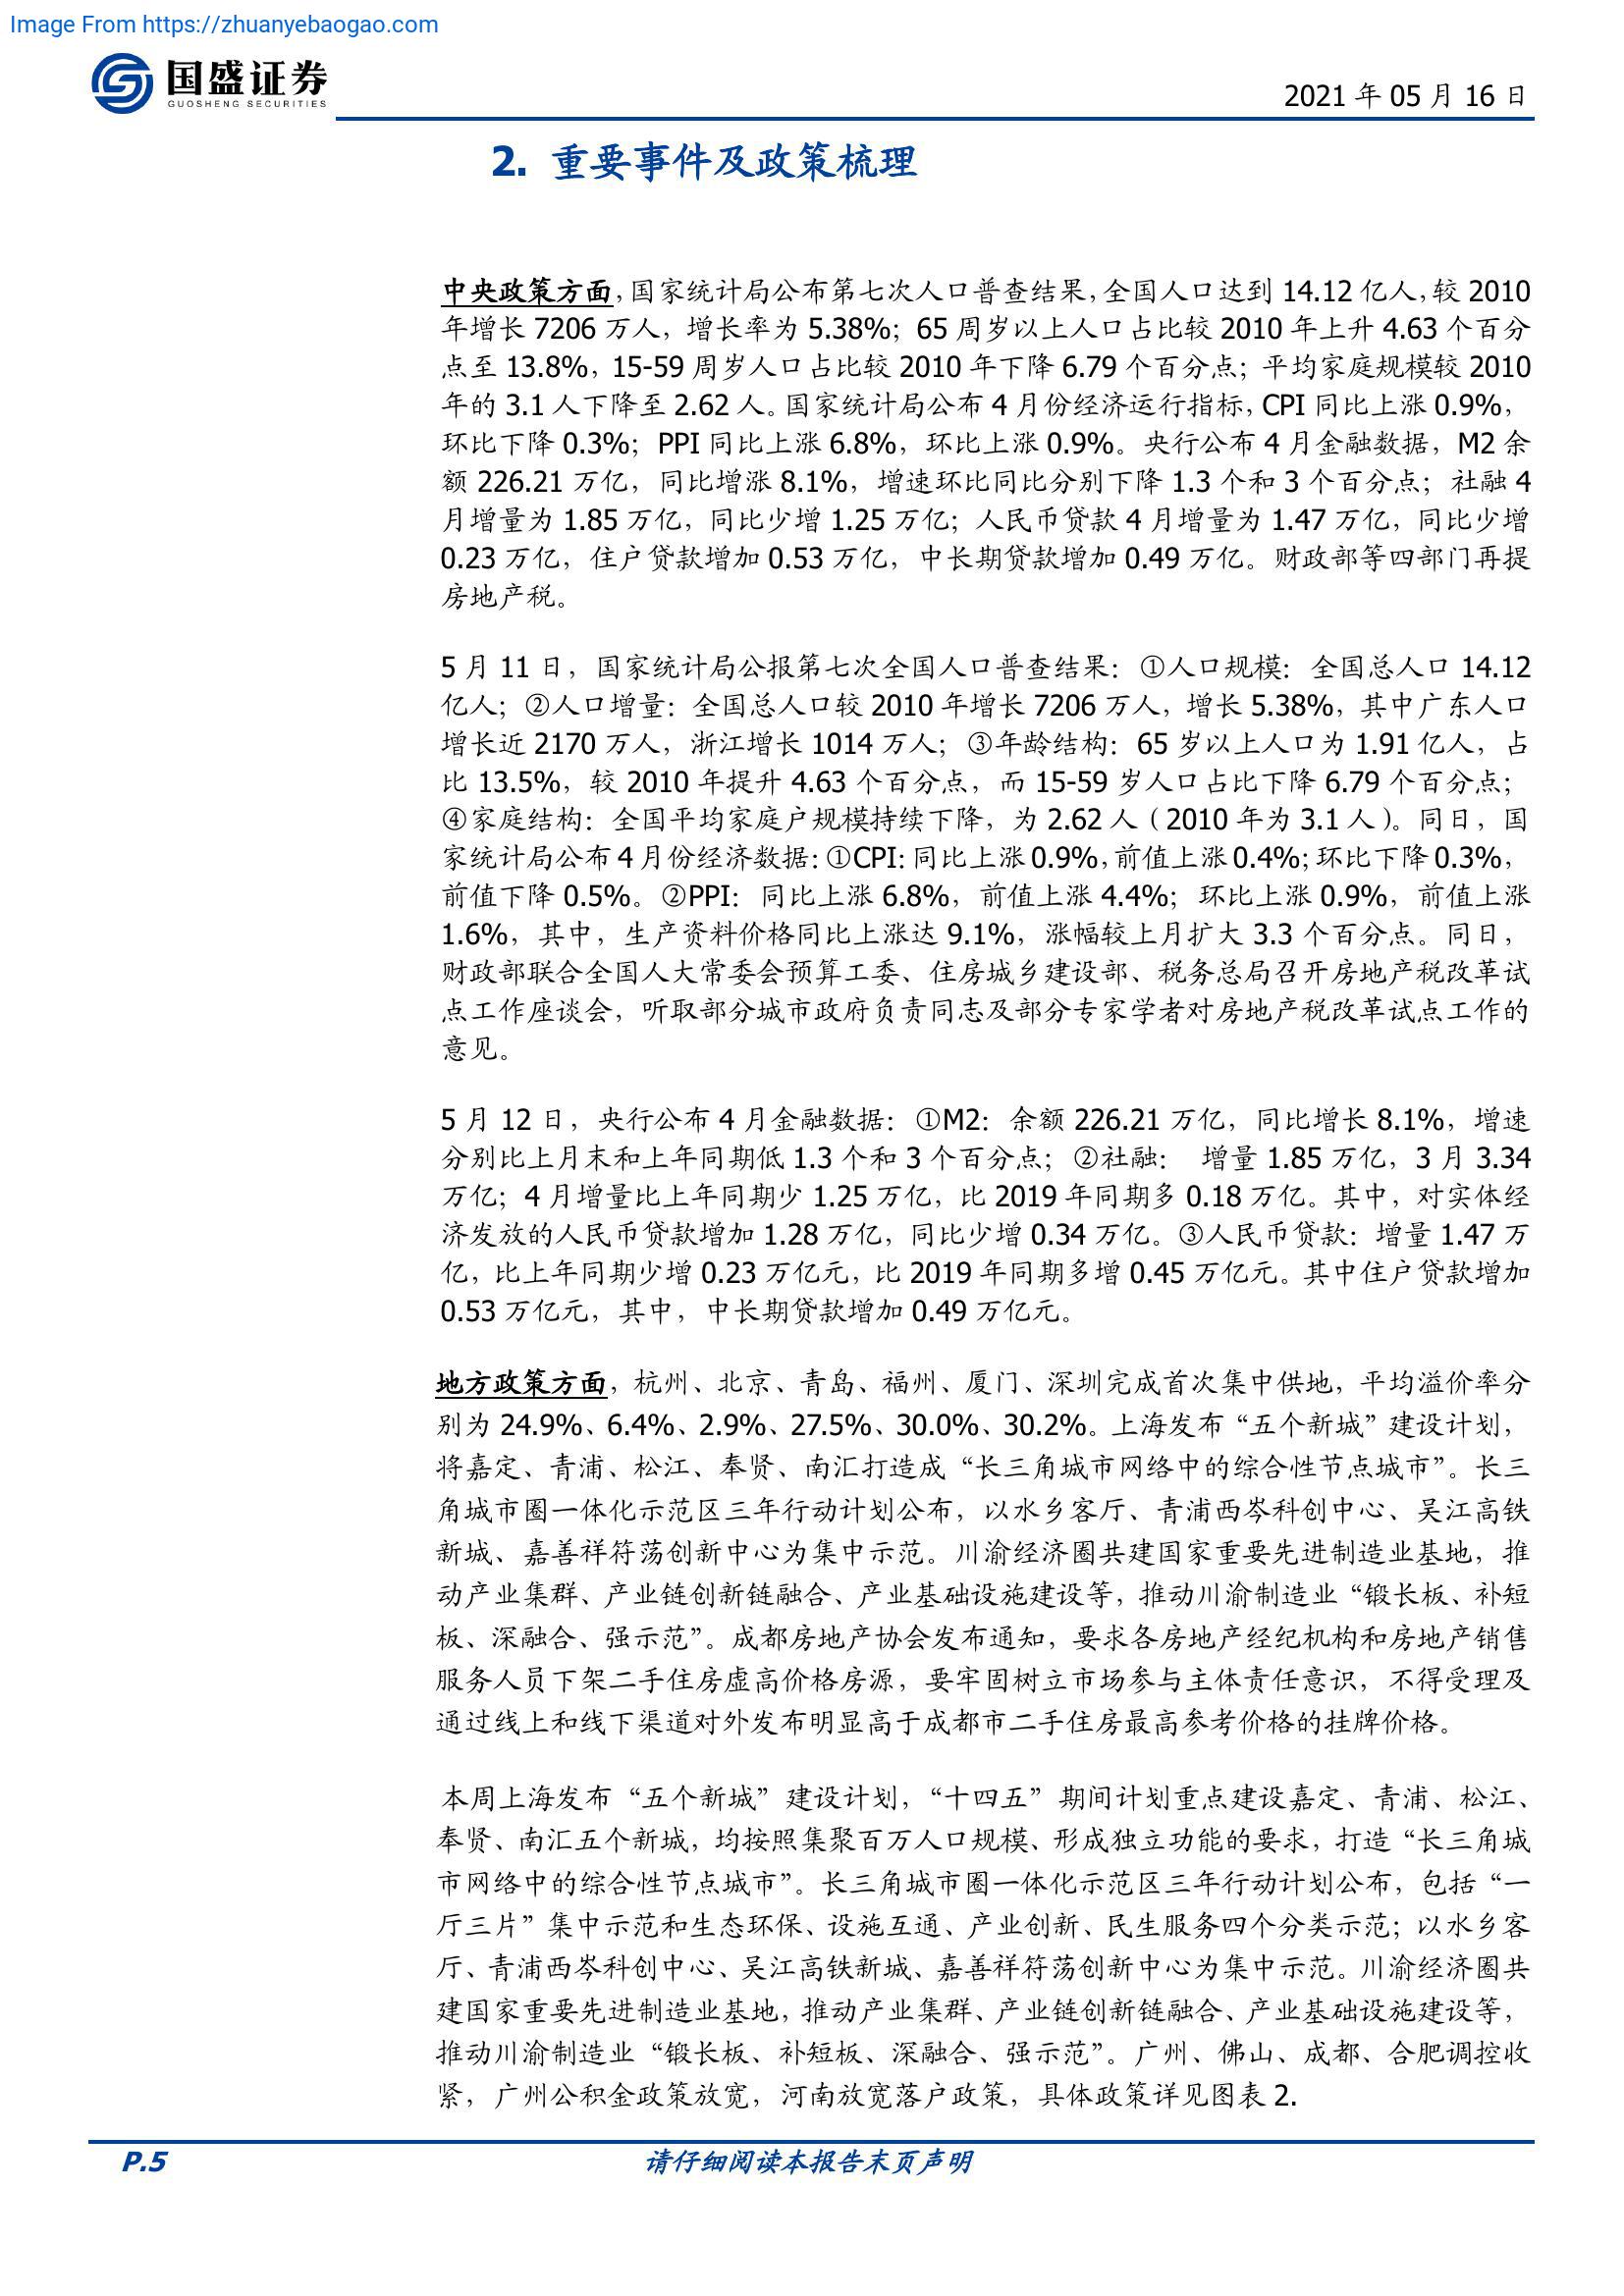 Image From https://zhuanyebaogao.com
国盛证券
GUOSHENG SECURITIES
2021 年 05 月 16 日
2. 重要事件及政策梳理
中央政策方面，国家统计局公布第七次人口普查结果，全国人口达到 14.12 亿人，较 2010
年增长 7206 万人，增长率为 5.38%；65 周岁以上人口占比较 2010 年上升 4.63 个百分
点至 13.8%，15-59 周岁人口占比较 2010 年下降 6.79 个百分点；平均家庭规模较 2010
年的 3.1 人下降至 2.62 人。国家统计局公布 4 月份经济运行指标，CPI 同比上涨 0.9%，
环比下降 0.3%；PPI 同比上涨 6.8%，环比上涨 0.9%。央行公布 4 月金融数据，M2 余
额 226.21 万亿，同比增涨 8.1%，增速环比同比分别下降 1.3 个和 3 个百分点；社融 4
月增量为 1.85 万亿，同比少增 1.25 万亿；人民币贷款 4 月增量为 1.47 万亿，同比少增
0.23 万亿，住户贷款增加 0.53 万亿，中长期贷款增加 0.49 万亿。财政部等四部门再提
房地产税。
5 月 11 日，国家统计局公报第七次全国人口普查结果：①人口规模：全国总人口 14.12
亿人；②人口增量：全国总人口较 2010 年增长 7206 万人，增长 5.38%，其中广东人口
增长近 2170 万人，浙江增长 1014 万人；③年龄结构：65 岁以上人口为 1.91 亿人，占
比 13.5%，较 2010 年提升 4.63 个百分点，而 15-59 岁人口占比下降 6.79 个百分点；
④家庭结构：全国平均家庭户规模持续下降，为 2.62 人（2010 年为 3.1 人）。同日，国
家统计局公布 4 月份经济数据：①CPI：同比上涨 0.9%，前值上涨 0.4%；环比下降 0.3%，
前值下降 0.5%。②PPI：同比上涨 6.8%，前值上涨 4.4%；环比上涨 0.9%，前值上涨
1.6%，其中，生产资料价格同比上涨达 9.1%，涨幅较上月扩大 3.3 个百分点。同日，
财政部联合全国人大常委会预算工委、住房城乡建设部、税务总局召开房地产税改革试
点工作座谈会，听取部分城市政府负责同志及部分专家学者对房地产税改革试点工作的
意见。
5 月 12 日，央行公布 4 月金融数据：①M2：余额 226.21 万亿，同比增长 8.1%，增速
分别比上月末和上年同期低 1.3 个和 3 个百分点；②社融： 增量 1.85 万亿，3 月 3.34
万亿；4 月增量比上年同期少 1.25 万亿，比 2019 年同期多 0.18 万亿。其中，对实体经
济发放的人民币贷款增加 1.28 万亿，同比少增 0.34 万亿。③人民币贷款：增量 1.47 万
亿，比上年同期少增 0.23 万亿元，比 2019 年同期多增 0.45 万亿元。其中住户贷款增加
0.53 万亿元，其中，中长期贷款增加 0.49 万亿元。
地方政策方面，杭州、北京、青岛、福州、厦门、深圳完成首次集中供地，平均溢价率分
别为 24.9%、6.4%、2.9%、27.5%、30.0%、30.2%。上海发布“五个新城”建设计划，
将嘉定、青浦、松江、奉贤、南汇打造成“长三角城市网络中的综合性节点城市”。长三
角城市圈一体化示范区三年行动计划公布，以水乡客厅、青浦西岑科创中心、吴江高铁
新城、嘉善祥符荡创新中心为集中示范。川渝经济圈共建国家重要先进制造业基地，推
动产业集群、产业链创新链融合、产业基础设施建设等，推动川渝制造业“锻长板、补短
板、深融合、强示范”。成都房地产协会发布通知，要求各房地产经纪机构和房地产销售
服务人员下架二手住房虚高价格房源，要牢固树立市场参与主体责任意识，不得受理及
通过线上和线下渠道对外发布明显高于成都市二手住房最高参考价格的挂牌价格。
本周上海发布“五个新城”建设计划，“十四五”期间计划重点建设嘉定、青浦、松江、
奉贤、南汇五个新城，均按照集聚百万人口规模、形成独立功能的要求，打造“长三角城
市网络中的综合性节点城市”。长三角城市圈一体化示范区三年行动计划公布，包括“一
厅三片”集中示范和生态环保、设施互通、产业创新、民生服务四个分类示范；以水乡客
厅、青浦西岑科创中心、吴江高铁新城、嘉善祥符荡创新中心为集中示范。川渝经济圈共
建国家重要先进制造业基地，推动产业集群、产业链创新链融合、产业基础设施建设等，
推动川渝制造业“锻长板、补短板、深融合、强示范”。广州、佛山、成都、合肥调控收
紧，广州公积金政策放宽，河南放宽落户政策，具体政策详见图表 2.
P.5
请仔细阅读本报告末页声明